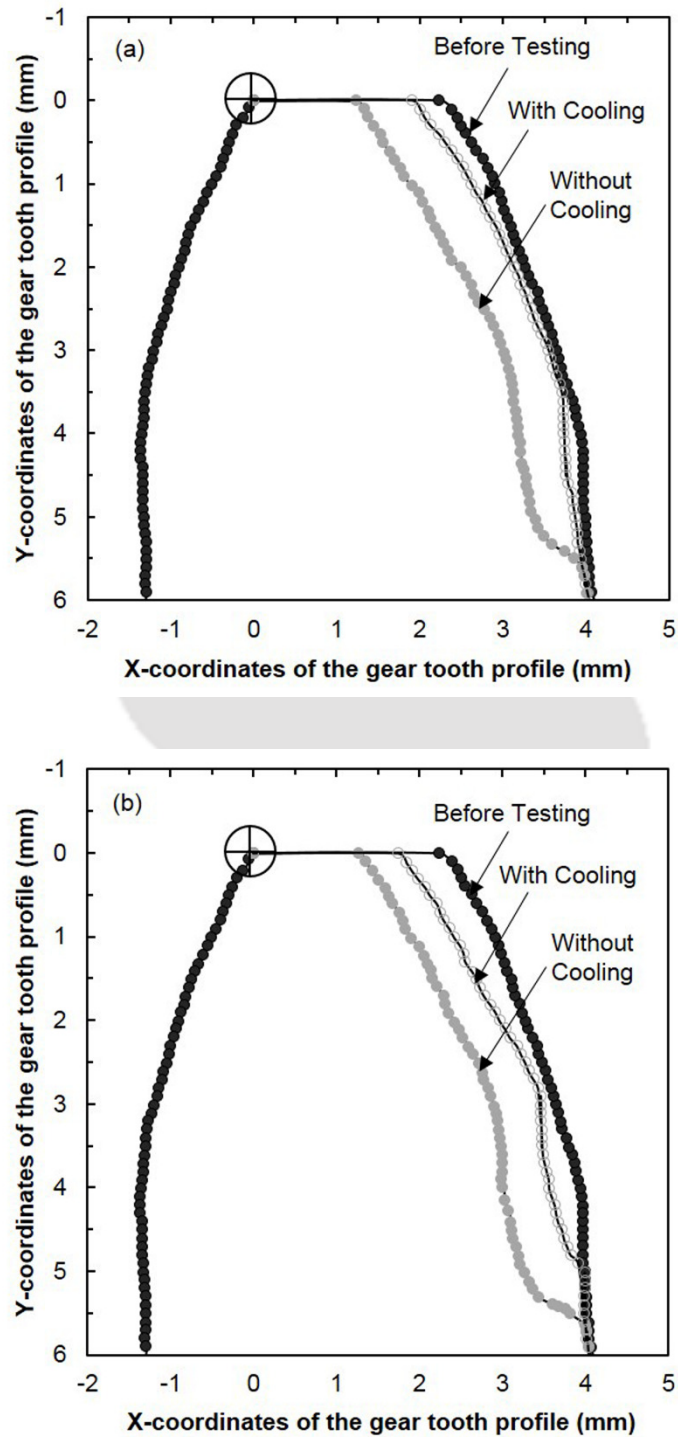 (a)
Before Testing
With Cooling
Without
Cooling
Y-coordinates of the gear tooth profile (mm)
-1
0
1
2
3
4
5
6
-2 -1 0 1 2 3 4 5
X-coordinates of the gear tooth profile (mm)
(b)
Before Testing
With Cooling
Without
Cooling
Y-coordinates of the gear tooth profile (mm)
-1
0
1
2
3
4
5
6
-2 -1 0 1 2 3 4 5
X-coordinates of the gear tooth profile (mm)